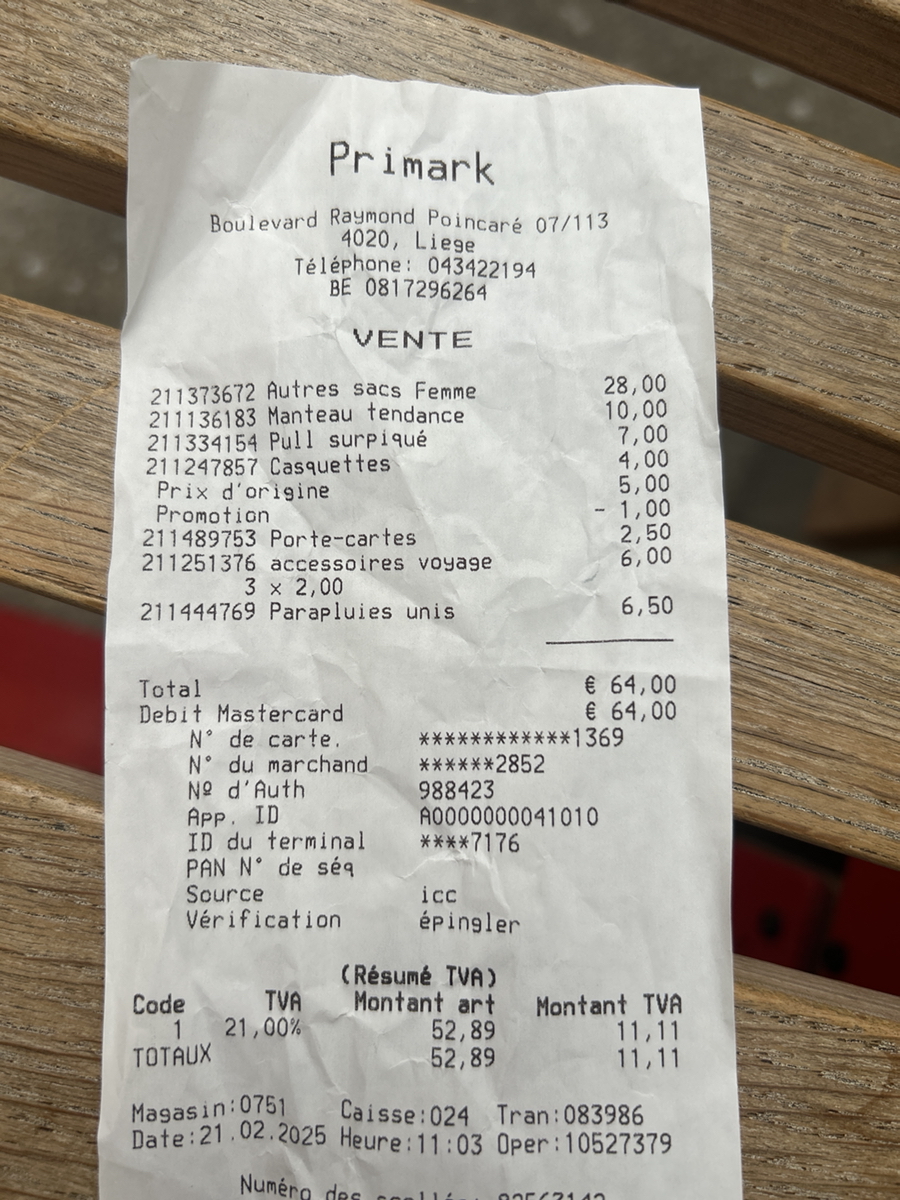 Primark
Boulevard Raymond Poincaré 07/113
4020, Liege
Téléphone: 043422194
BE 0817296264
VENTE
211373672 Autres sacs Femme 28,00
211136183 Manteau tendance 10,00
211334154 Pull surpiqué 7,00
211247857 Casquettes 4,00
Prix d'origine 5,00
Promotion - 1,00
211489753 Porte-cartes 2,50
211251376 accessoires voyage 6,00
3 x 2,00
211444769 Parapluies unis 6,50
Total € 64,00
Debit Mastercard € 64,00
N° de carte. ************1369
N° du marchand ******2852
Nº d'Auth 988423
App. ID A0000000041010
ID du terminal ****7176
PAN N° de séq
Source icc
Vérification épingler
(Résumé TVA)
Code TVA Montant art Montant TVA
1 21,00% 52,89 11,11
TOTAUX 52,89 11,11
Magasin:0751 Caisse:024 Tran:083986
Date:21.02.2025 Heure:11:03 Oper:10527379
Numéro des